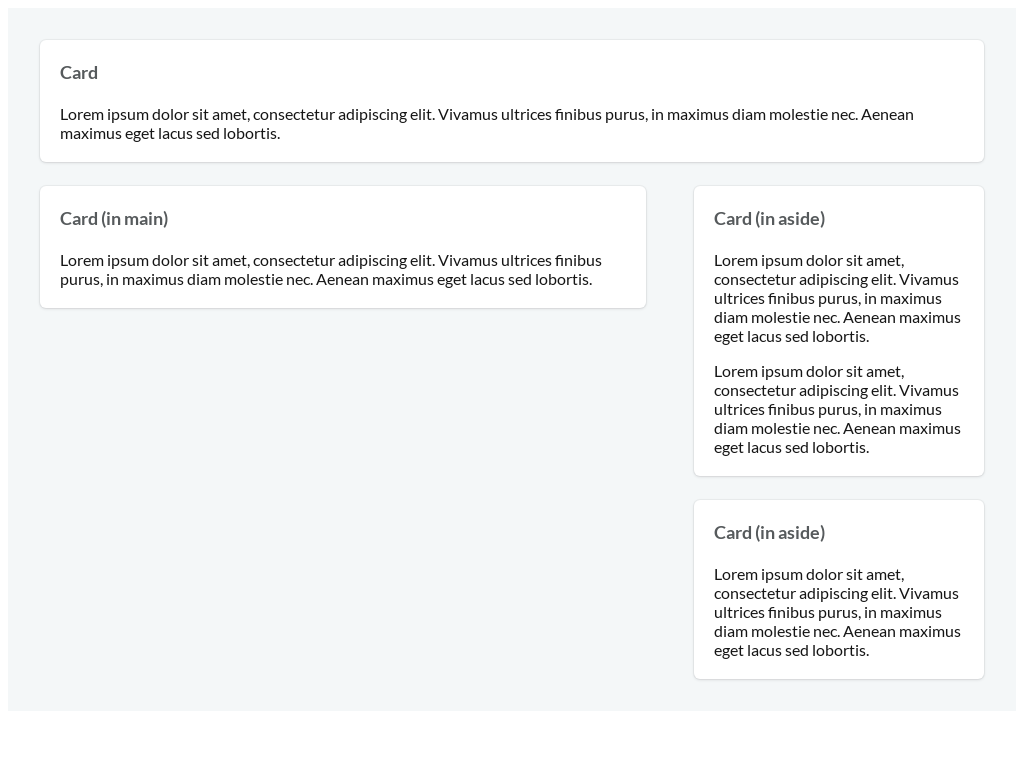 Card
Lorem ipsum dolor sit amet, consectetur adipiscing elit. Vivamus ultrices finibus purus, in maximus diam molestie nec. Aenean
maximus eget lacus sed lobortis.
Card (in main)
Lorem ipsum dolor sit amet, consectetur adipiscing elit. Vivamus ultrices finibus
purus, in maximus diam molestie nec. Aenean maximus eget lacus sed lobortis.
Card (in aside)
Lorem ipsum dolor sit amet,
consectetur adipiscing elit. Vivamus
ultrices finibus purus, in maximus
diam molestie nec. Aenean maximus
eget lacus sed lobortis.
Lorem ipsum dolor sit amet,
consectetur adipiscing elit. Vivamus
ultrices finibus purus, in maximus
diam molestie nec. Aenean maximus
eget lacus sed lobortis.
Card (in aside)
Lorem ipsum dolor sit amet,
consectetur adipiscing elit. Vivamus
ultrices finibus purus, in maximus
diam molestie nec. Aenean maximus
eget lacus sed lobortis.